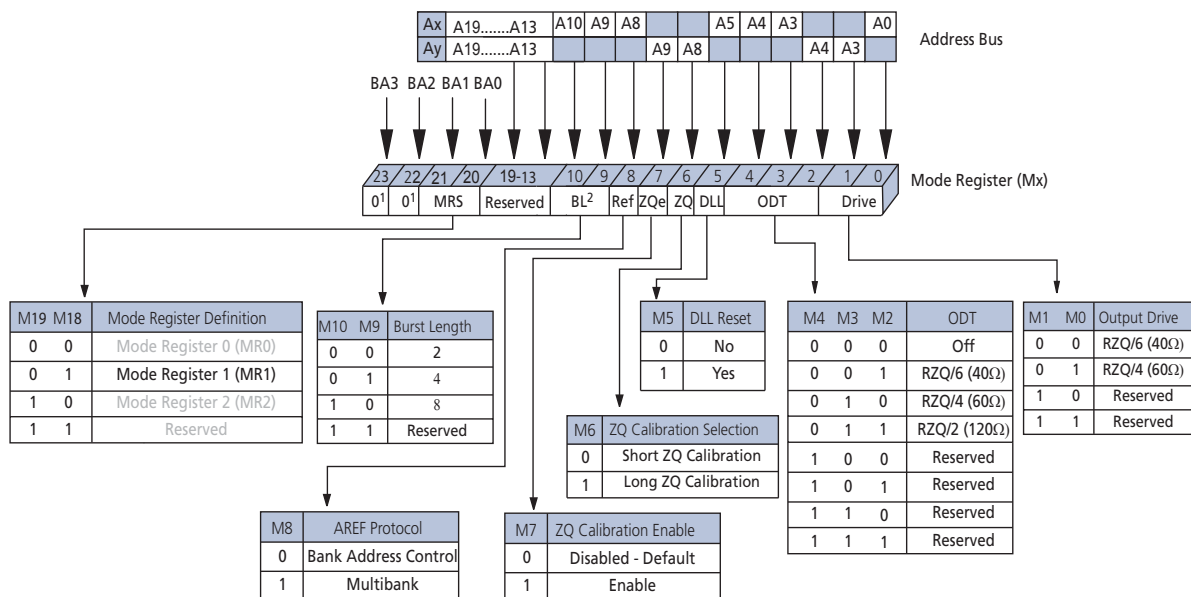 Ax A19.......A13 A10 A9 A8 A5 A4 A3 A0
Ay A19.......A13 A9 A8 A4 A3
Address Bus
BA3 BA2 BA1 BA0
23 22 21 20 19-13 10 9 8 7 6 5 4 3 2 1 0
Mode Register (Mx)
0¹ 0¹ MRS Reserved BL² Ref ZQe ZQ DLL ODT Drive
M19 M18 Mode Register Definition
0 0 Mode Register 0 (MR0)
0 1 Mode Register 1 (MR1)
1 0 Mode Register 2 (MR2)
1 1 Reserved
M10 M9 Burst Length
0 0 2
0 1 4
1 0 8
1 1 Reserved
M5 DLL Reset
0 No
1 Yes
M4 M3 M2 ODT
0 0 0 Off
0 0 1 RZQ/6 (40Ω)
0 1 0 RZQ/4 (60Ω)
0 1 1 RZQ/2 (120Ω)
1 0 0 Reserved
1 0 1 Reserved
1 1 0 Reserved
1 1 1 Reserved
M1 M0 Output Drive
0 0 RZQ/6 (40Ω)
0 1 RZQ/4 (60Ω)
1 0 Reserved
1 1 Reserved
M6 ZQ Calibration Selection
0 Short ZQ Calibration
1 Long ZQ Calibration
M8 AREF Protocol
0 Bank Address Control
1 Multibank
M7 ZQ Calibration Enable
0 Disabled - Default
1 Enable